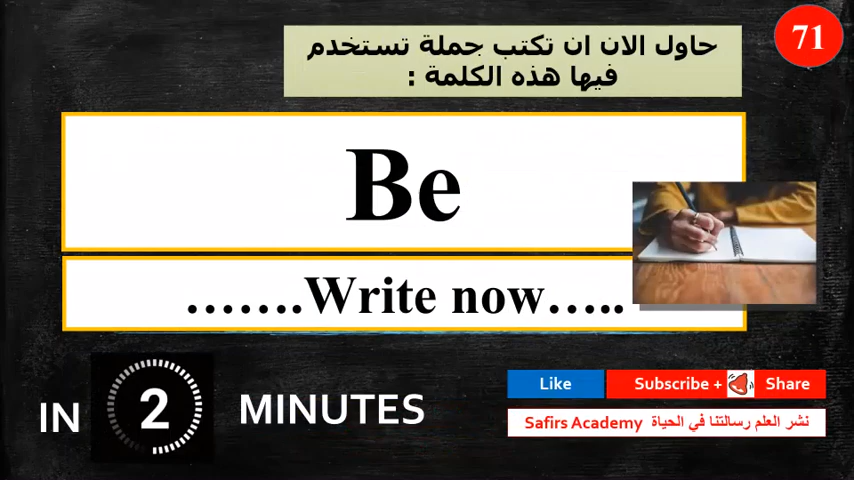 71
حاول الان ان تكتب جملة تستخدم
فيها هذه الكلمة :
Be
…….Write now…..
IN 2 MINUTES
Like
Subscribe + Share
Safirs Academy نشر العلم رسالتنا في الحياة